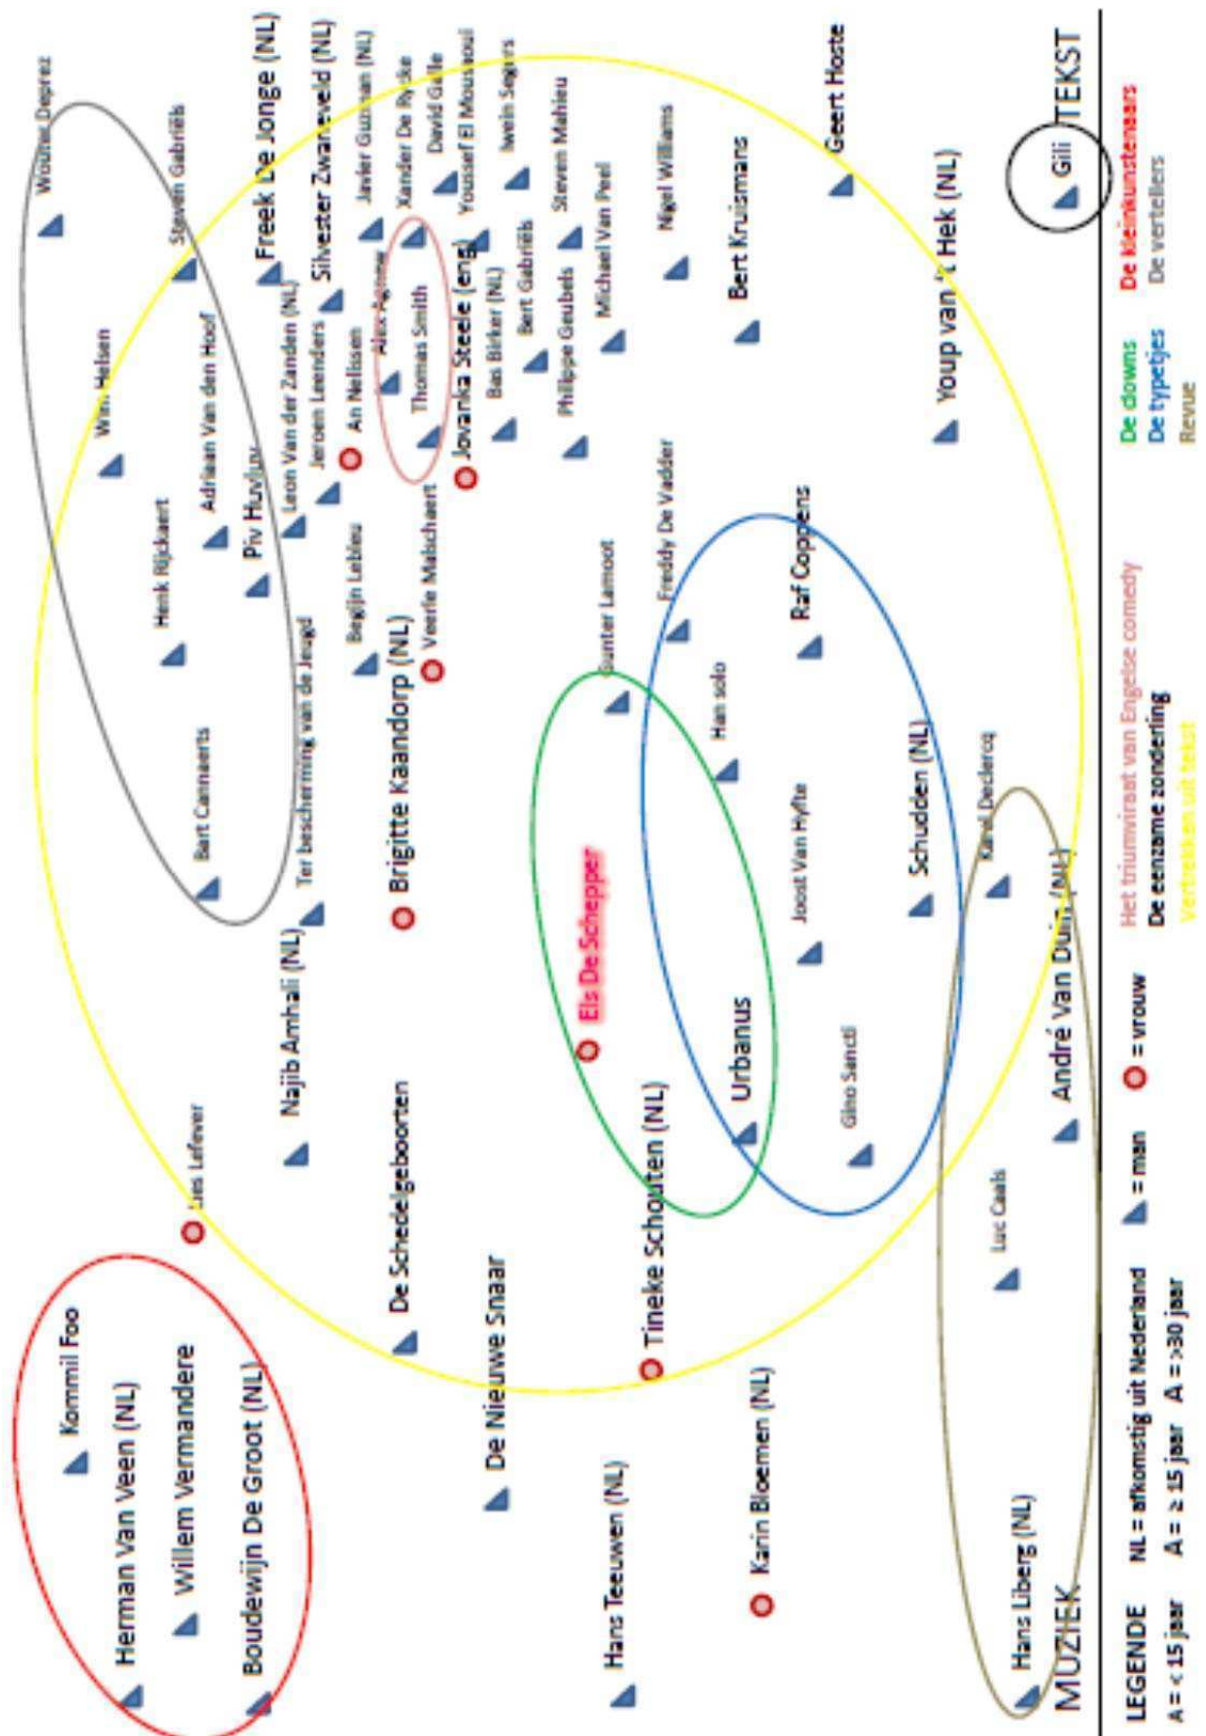 Wouter Deprez
Kommil Foo
Wim Helsen
Herman Van Veen (NL)
Henk Rijckaert
Steven Gabriëls
Willem Vermandere
Lies Lefever
Bart Cannaerts
Adriaan Van den Hoof
Boudewijn De Groot (NL)
Piv Huvluv
Freek De Jonge (NL)
Najib Amhali (NL)
Leon Van der Zanden (NL)
Ter bescherming van de Jeugd
Jeroen Leenders
Silvester Zwaneveld (NL)
Begijn Lebleu
An Nelissen
Javier Guzman (NL)
Alex Agnew
De Schedelgeboorten
Brigitte Kaandorp (NL)
Xander De Rycke
Veerle Malschaert
Thomas Smith
David Galle
Jovanka Steele (eng)
Youssef El Mousaoui
De Nieuwe Snaar
Bas Birker (NL)
Iwein Segers
Bert Gabriëls
Philippe Geubels
Steven Mahieu
Els De Schepper
Gunter Lamoot
Michael Van Peel
Hans Teeuwen (NL)
Tineke Schouten (NL)
Freddy De Vadder
Nigel Williams
Han solo
Urbanus
Bert Kruismans
Karin Bloemen (NL)
Joost Van Hyfte
Raf Coppens
Geert Hoste
Gino Sancti
Schudden (NL)
Youp van 't Hek (NL)
Luc Caals
Karel Declercq
Hans Liberg (NL)
André Van Duin (NL)
Gili
MUZIEK
TEKST
LEGENDE NL = afkomstig uit Nederland = man = vrouw Het triumviraat van Engelse comedy De clowns De kleinkunstenaars
A = < 15 jaar A = ≥ 15 jaar A = >30 jaar De eenzame zonderling De typetjes De vertellers
Vertrekken uit tekst Revue